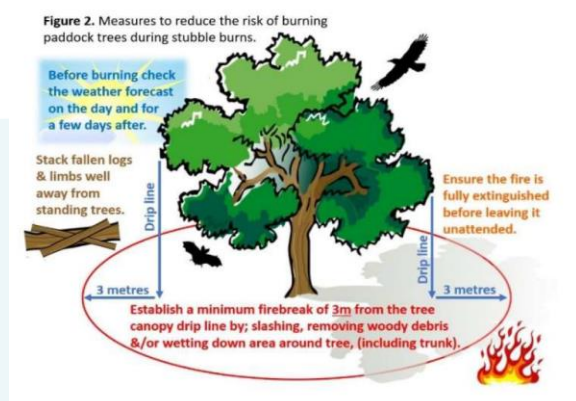 Figure 2. Measures to reduce the risk of burning
paddock trees during stubble burns.
Before burning check
the weather forecast
on the day and for
a few days after.
Stack fallen logs
& limbs well
away from
standing trees.
Drip line
Ensure the fire is
fully extinguished
before leaving it
unattended.
Drip line
3 metres
3 metres
Establish a minimum firebreak of 3m from the tree
canopy drip line by; slashing, removing woody debris
&/or wetting down area around tree, (including trunk).